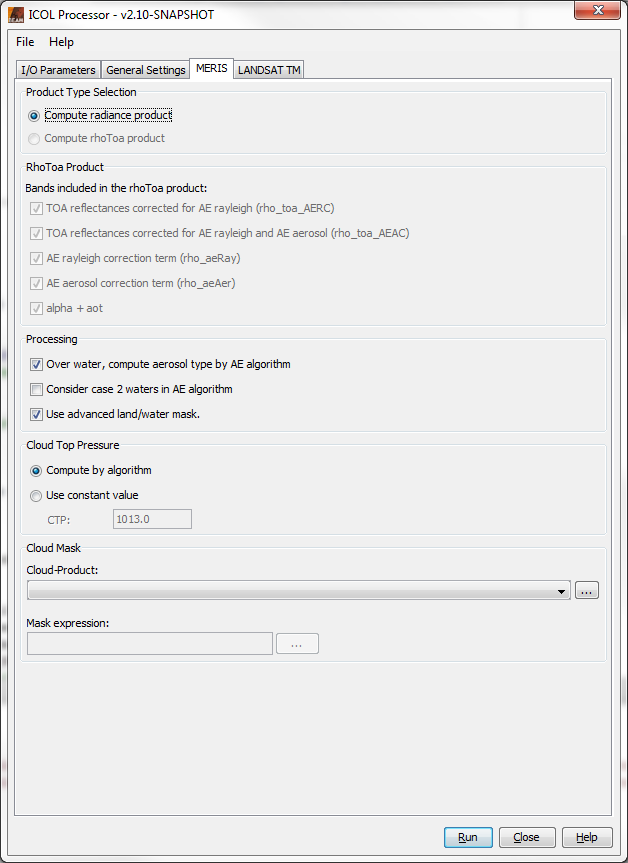 ICOL Processor - v2.10-SNAPSHOT
File Help
I/O Parameters General Settings MERIS LANDSAT TM
Product Type Selection
Compute radiance product
Compute rhoToa product
RhoToa Product
Bands included in the rhoToa product:
TOA reflectances corrected for AE rayleigh (rho_toa_AERC)
TOA reflectances corrected for AE rayleigh and AE aerosol (rho_toa_AEAC)
AE rayleigh correction term (rho_aeRay)
AE aerosol correction term (rho_aeAer)
alpha + aot
Processing
Over water, compute aerosol type by AE algorithm
Consider case 2 waters in AE algorithm
Use advanced land/water mask.
Cloud Top Pressure
Compute by algorithm
Use constant value
CTP: 1013.0
Cloud Mask
Cloud-Product:
...
Mask expression:
...
Run Close Help